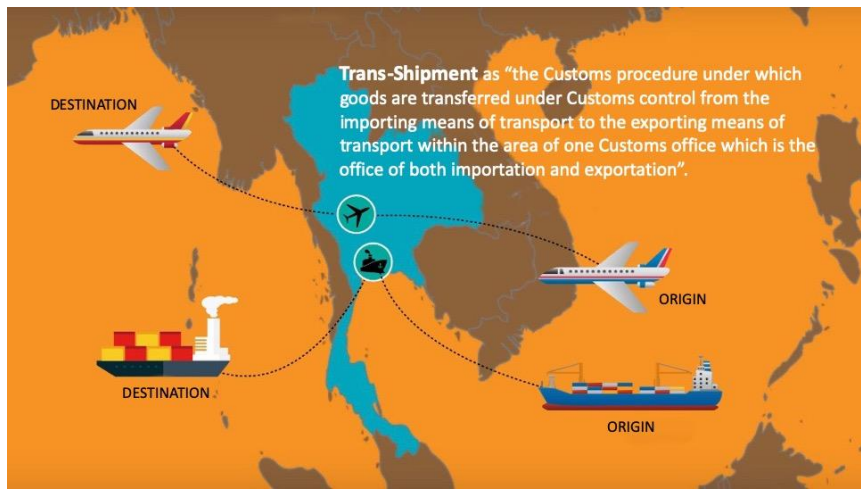 Trans-Shipment as “the Customs procedure under which
goods are transferred under Customs control from the
importing means of transport to the exporting means of
transport within the area of one Customs office which is the
office of both importation and exportation”.
DESTINATION
ORIGIN
DESTINATION
ORIGIN